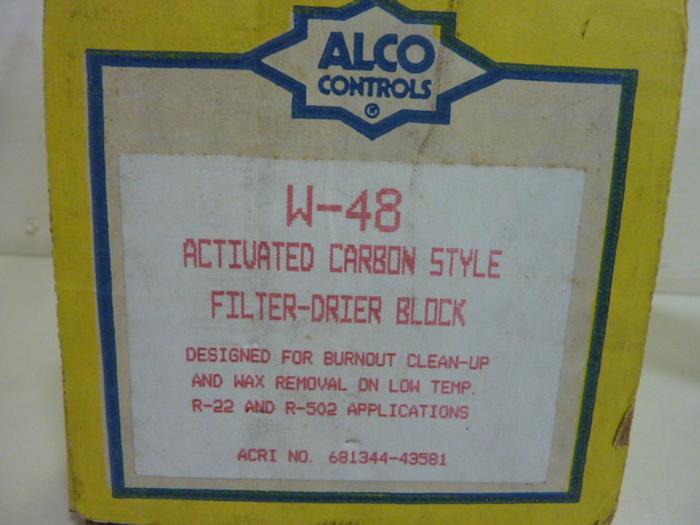 ALCO
CONTROLS
®
W-48
ACTIVATED CARBON STYLE
FILTER-DRIER BLOCK
DESIGNED FOR BURNOUT CLEAN-UP
AND WAX REMOVAL ON LOW TEMP.
R-22 AND R-502 APPLICATIONS
ACRI NO. 681344-43581